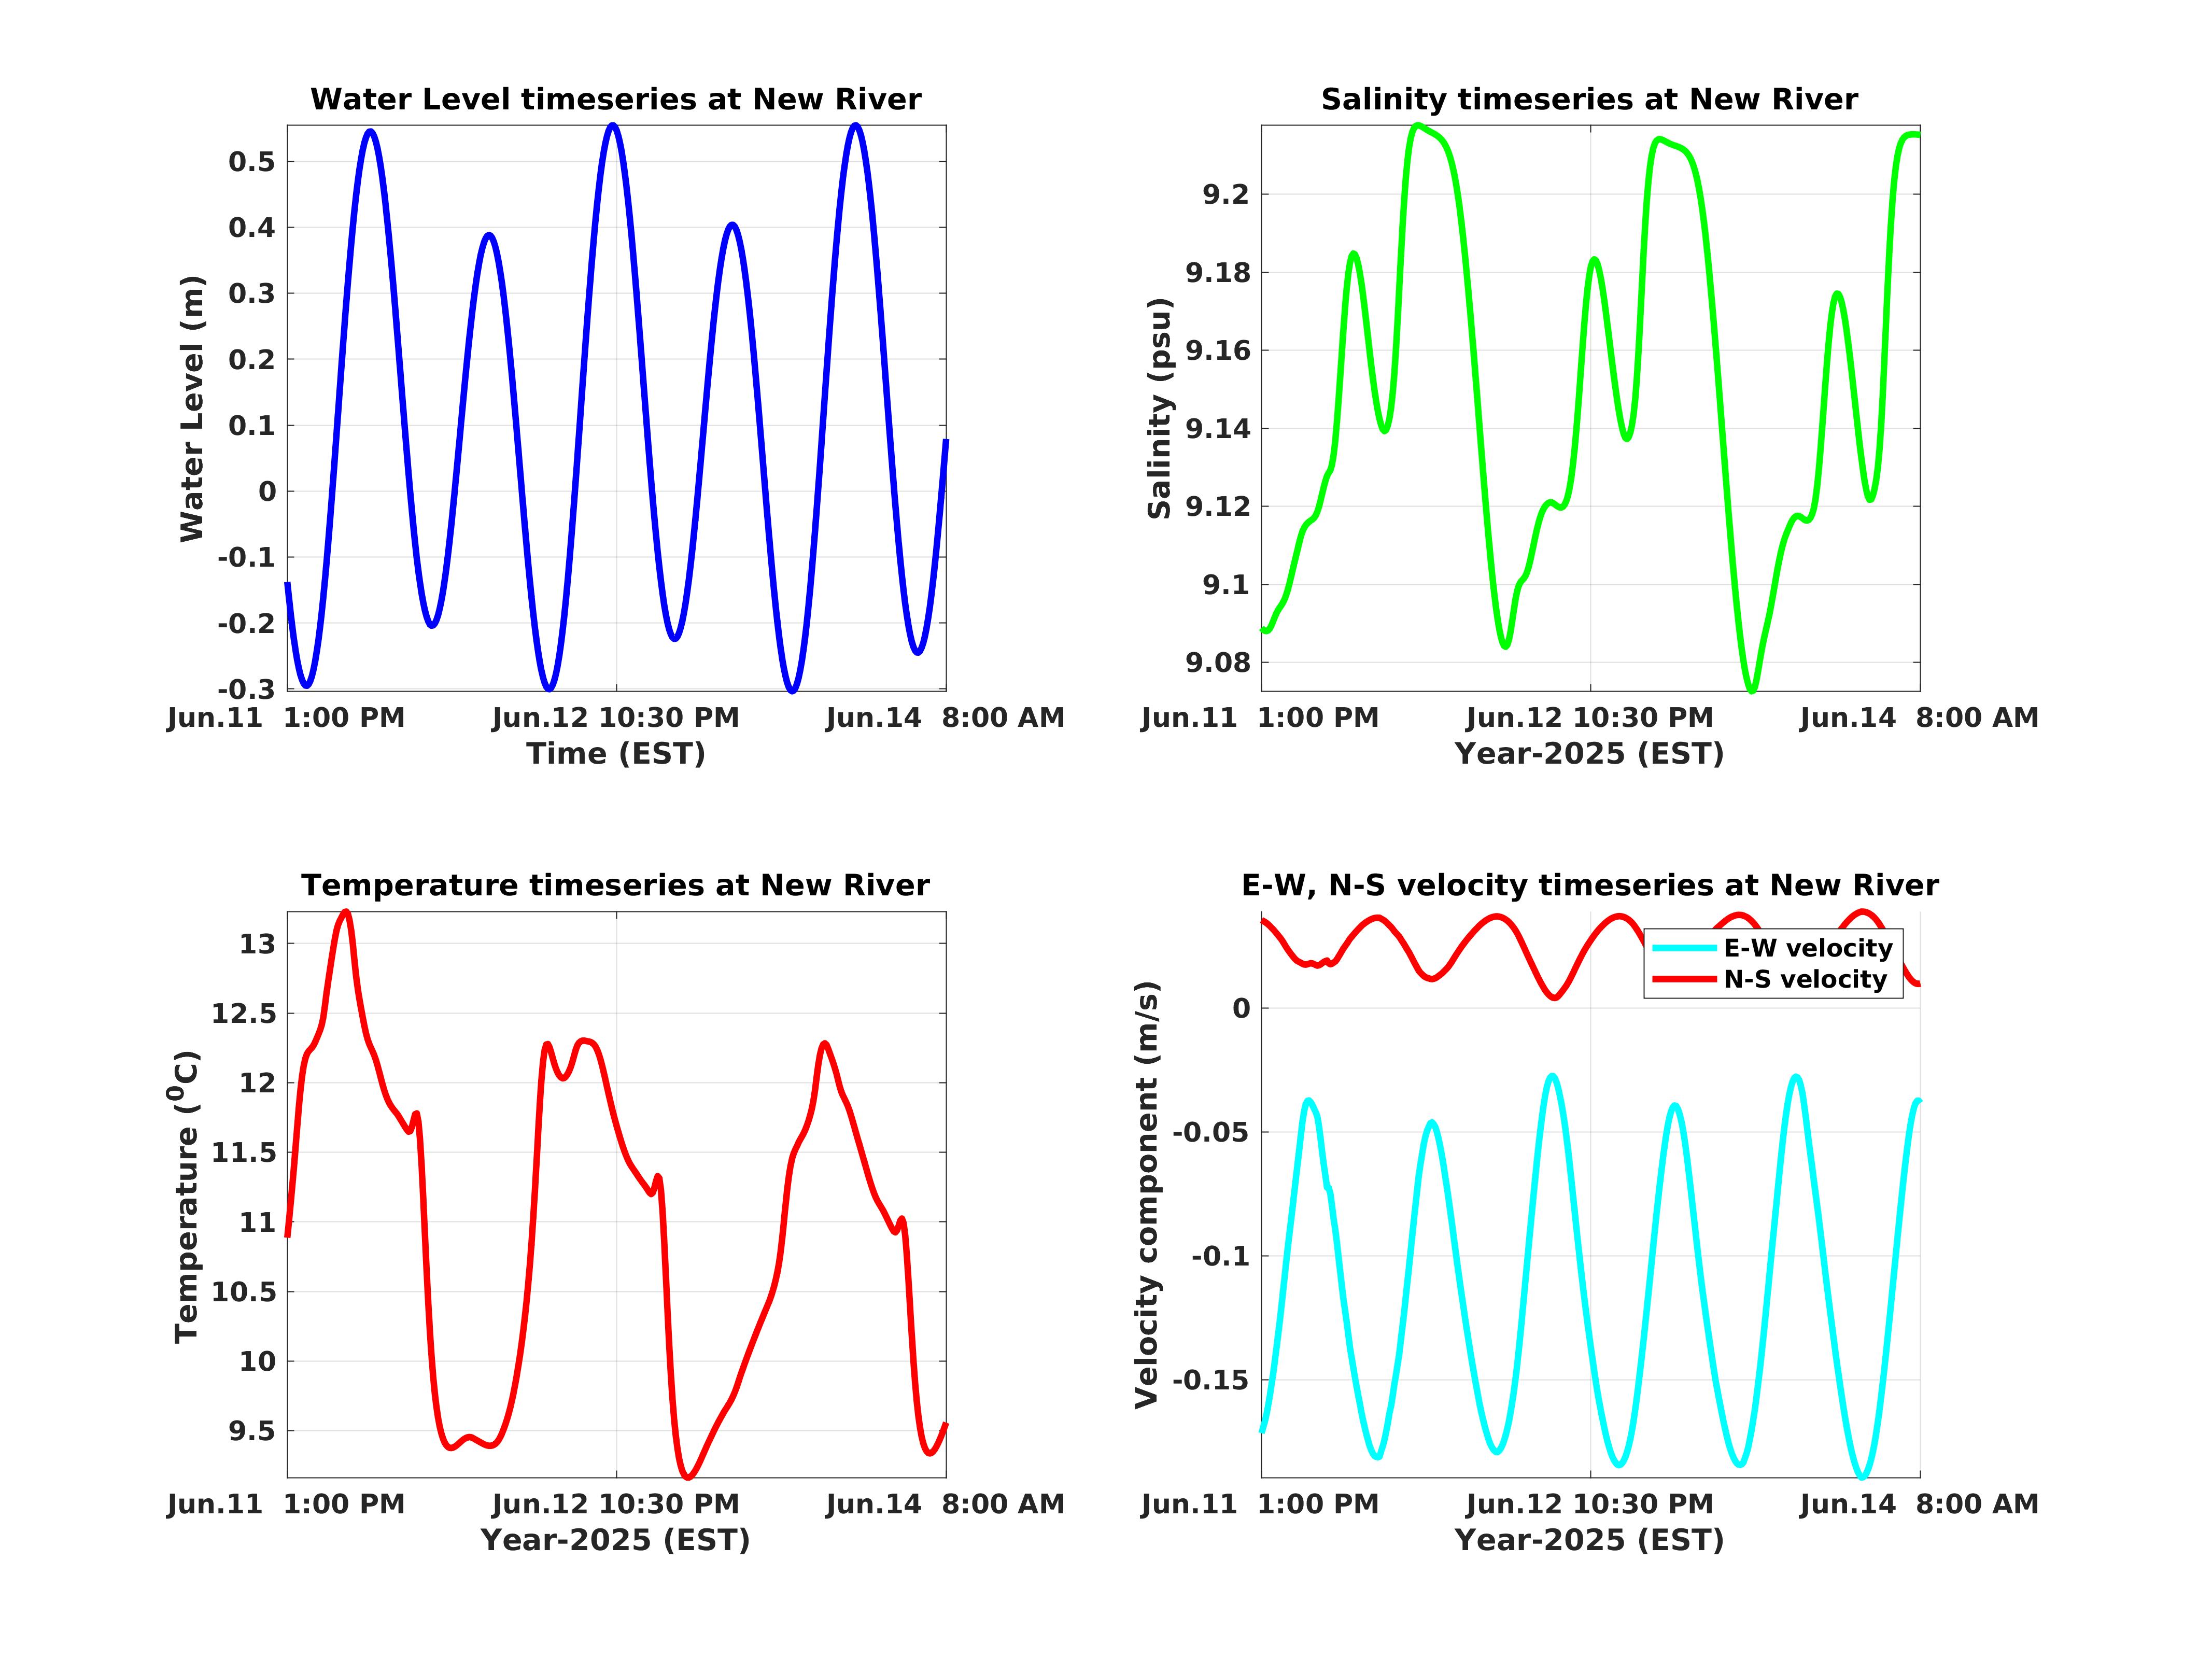 Water Level timeseries at New River
0.5
0.4
0.3
0.2
0.1
0
-0.1
-0.2
-0.3
Water Level (m)
Jun.11 1:00 PM
Jun.12 10:30 PM
Jun.14 8:00 AM
Time (EST)
Salinity timeseries at New River
9.2
9.18
9.16
9.14
9.12
9.1
9.08
Salinity (psu)
Jun.11 1:00 PM
Jun.12 10:30 PM
Jun.14 8:00 AM
Year-2025 (EST)
Temperature timeseries at New River
13
12.5
12
11.5
11
10.5
10
9.5
Temperature (⁰C)
Jun.11 1:00 PM
Jun.12 10:30 PM
Jun.14 8:00 AM
Year-2025 (EST)
E-W, N-S velocity timeseries at New River
E-W velocity
N-S velocity
0
-0.05
-0.1
-0.15
Velocity component (m/s)
Jun.11 1:00 PM
Jun.12 10:30 PM
Jun.14 8:00 AM
Year-2025 (EST)